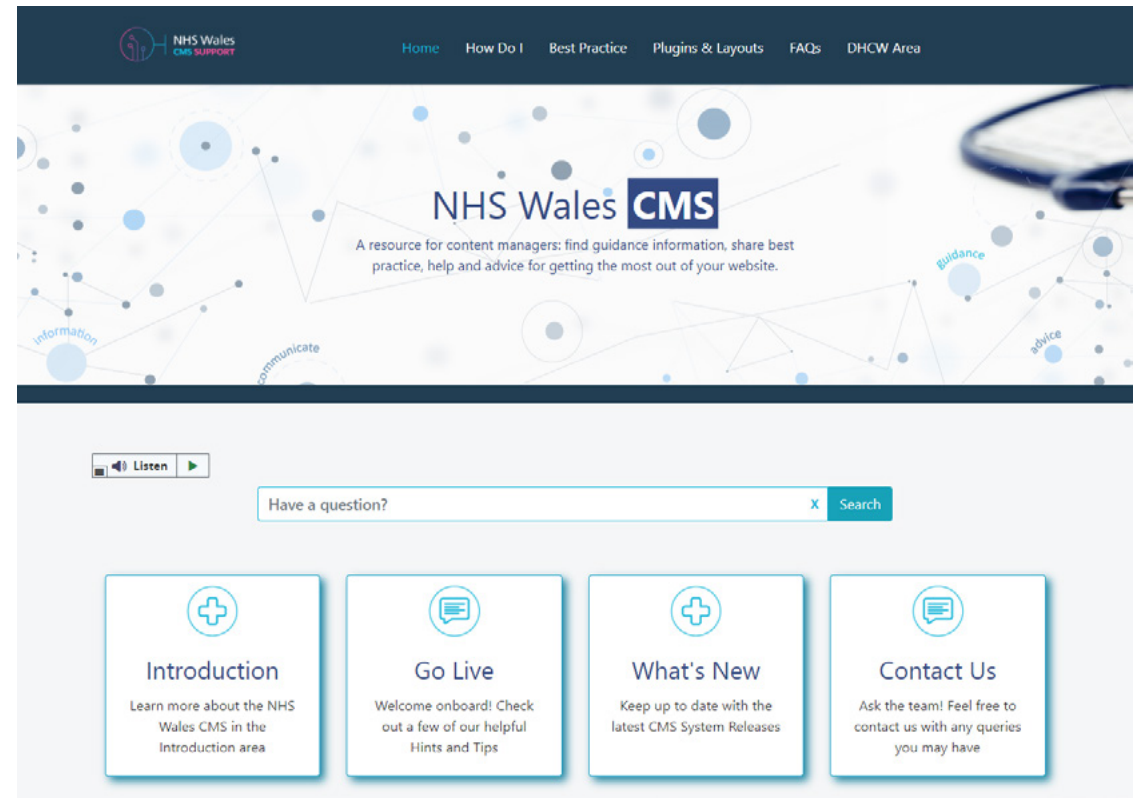 NHS Wales
CMS SUPPORT
Home How Do I Best Practice Plugins & Layouts FAQs DHCW Area
NHS Wales CMS
A resource for content managers: find guidance information, share best
practice, help and advice for getting the most out of your website.
guidance
information
communicate
advice
Listen
Have a question? X Search
Introduction
Learn more about the NHS
Wales CMS in the
Introduction area
Go Live
Welcome onboard! Check
out a few of our helpful
Hints and Tips
What's New
Keep up to date with the
latest CMS System Releases
Contact Us
Ask the team! Feel free to
contact us with any queries
you may have